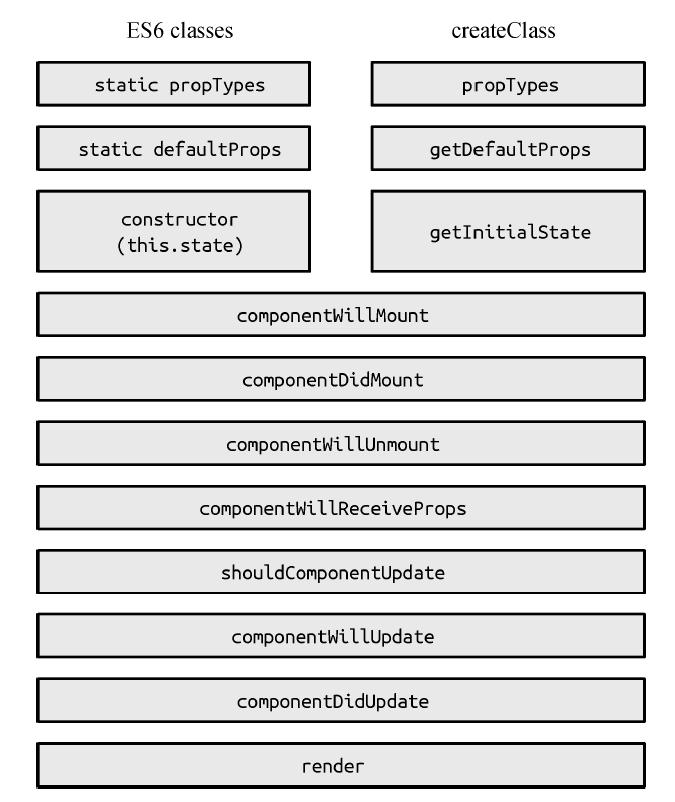 ES6 classes
createClass
static propTypes
propTypes
static defaultProps
getDefaultProps
constructor
(this.state)
getInitialState
componentWillMount
componentDidMount
componentWillUnmount
componentWillReceiveProps
shouldComponentUpdate
componentWillUpdate
componentDidUpdate
render